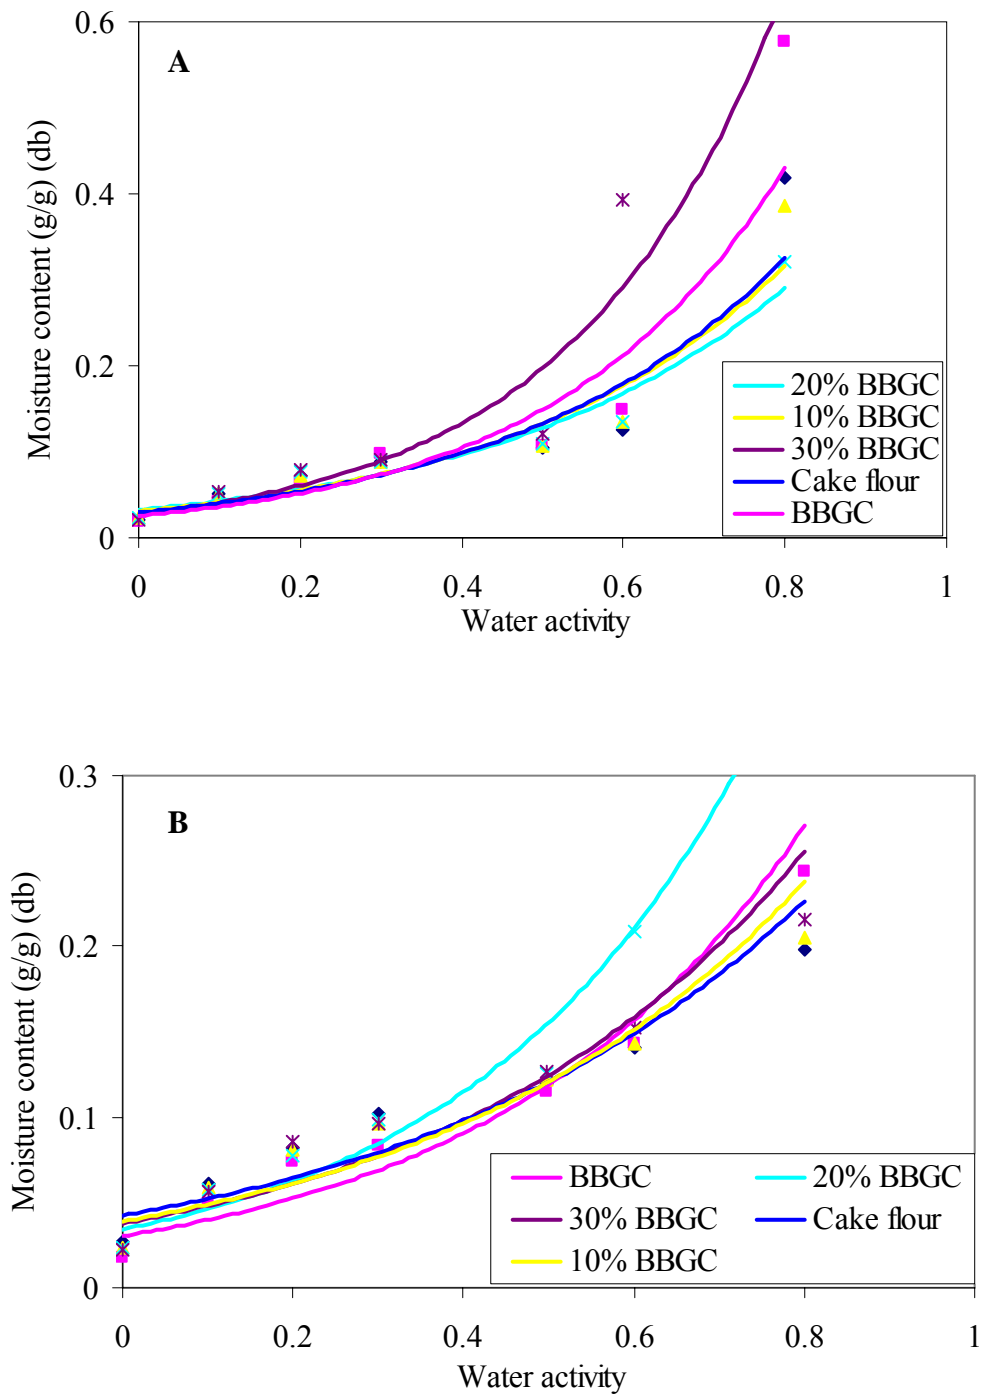 A
0.6
0.4
0.2
0
Moisture content (g/g) (db)
20% BBGC
10% BBGC
30% BBGC
Cake flour
BBGC
0 0.2 0.4 0.6 0.8 1
Water activity
B
0.3
0.2
0.1
0
Moisture content (g/g) (db)
BBGC 20% BBGC
30% BBGC Cake flour
10% BBGC
0 0.2 0.4 0.6 0.8 1
Water activity